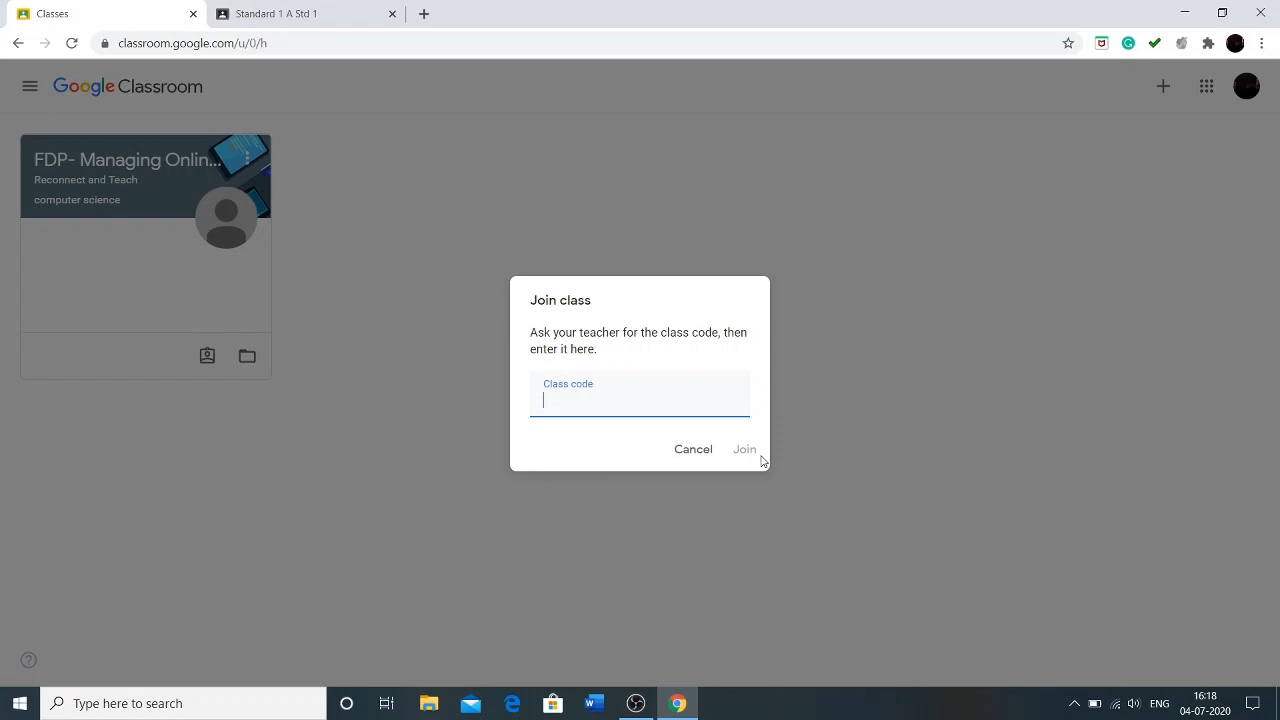 Classes
Standard 1 A Std 1
classroom.google.com/u/0/h
Google Classroom
FDP- Managing Onlin...
Reconnect and Teach
computer science
Join class
Ask your teacher for the class code, then
enter it here.
Class code
Cancel Join
Type here to search
ENG
16:18
04-07-2020